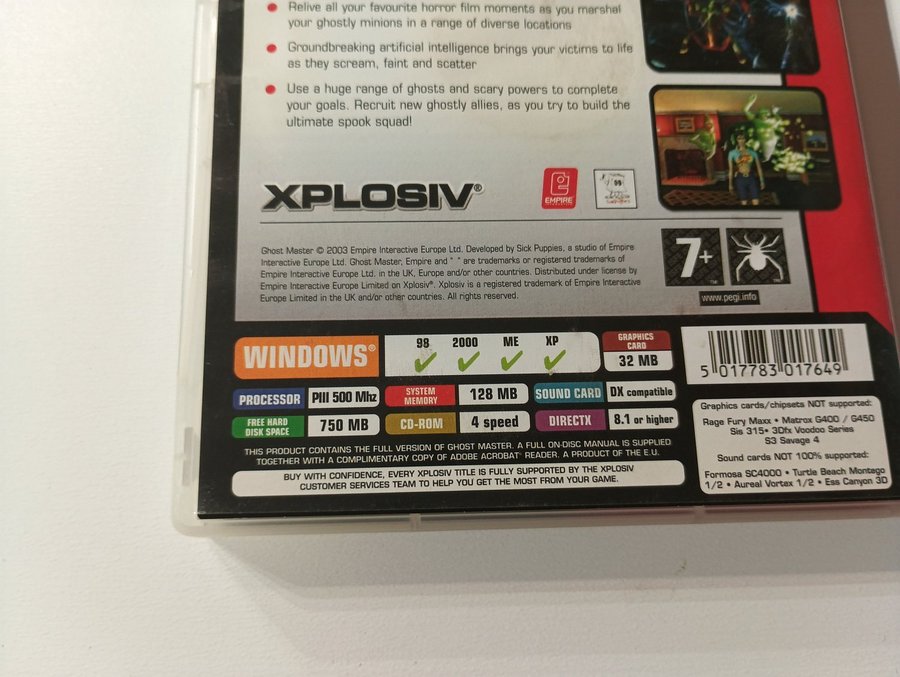 Relive all your favourite horror film moments as you marshal
your ghostly minions in a range of diverse locations
Groundbreaking artificial intelligence brings your victims to life
as they scream, faint and scatter
Use a huge range of ghosts and scary powers to complete
your goals. Recruit new ghostly allies, as you try to build the
ultimate spook squad!
XPLOSIV®
EMPIRE
Ghost Master © 2003 Empire Interactive Europe Ltd. Developed by Sick Puppies, a studio of Empire
Interactive Europe Ltd. Ghost Master, Empire and " " are trademarks or registered trademarks of
Empire Interactive Europe Ltd. in the UK, Europe and/or other countries. Distributed under license by
Empire Interactive Europe Limited on Xplosiv®. Xplosiv is a registered trademark of Empire Interactive
Europe Limited in the UK and/or other countries. All rights reserved.
7+
www.pegi.info
WINDOWS®
98 2000 ME XP
GRAPHICS
CARD
32 MB
PROCESSOR PIII 500 Mhz
SYSTEM
MEMORY
128 MB
SOUND CARD DX compatible
FREE HARD
DISK SPACE
750 MB
CD-ROM 4 speed
DIRECTX 8.1 or higher
THIS PRODUCT CONTAINS THE FULL VERSION OF GHOST MASTER. A FULL ON-DISC MANUAL IS SUPPLIED
TOGETHER WITH A COMPLIMENTARY COPY OF ADOBE ACROBAT® READER. A PRODUCT OF THE E.U.
BUY WITH CONFIDENCE, EVERY XPLOSIV TITLE IS FULLY SUPPORTED BY THE XPLOSIV
CUSTOMER SERVICES TEAM TO HELP YOU GET THE MOST FROM YOUR GAME.
5 017783 017649
Graphics cards/chipsets NOT supported:
Rage Fury Maxx • Matrox G400 / G450
Sis 315• 3Dfx Voodoo Series
S3 Savage 4
Sound cards NOT 100% supported:
Formosa SC4000 • Turtle Beach Montago
1/2 • Aureal Vortex 1/2 • Ess Canyon 3D